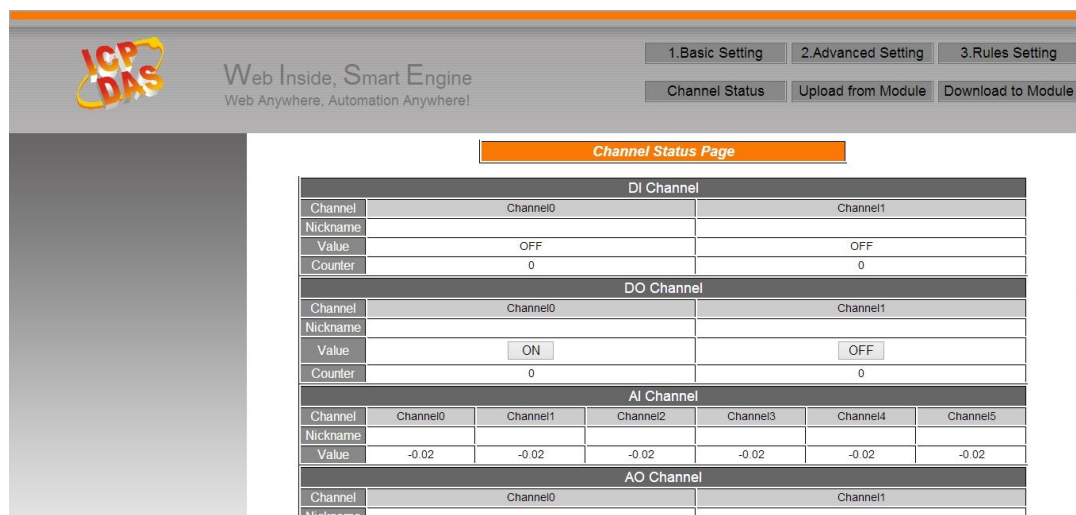 ICP
DAS
Web Inside, Smart Engine
Web Anywhere, Automation Anywhere!
1.Basic Setting 2.Advanced Setting 3.Rules Setting
Channel Status Upload from Module Download to Module
Channel Status Page
DI Channel
Channel Channel0 Channel1
Nickname
Value OFF OFF
Counter 0 0
DO Channel
Channel Channel0 Channel1
Nickname
Value ON OFF
Counter 0 0
AI Channel
Channel Channel0 Channel1 Channel2 Channel3 Channel4 Channel5
Nickname
Value -0.02 -0.02 -0.02 -0.02 -0.02 -0.02
AO Channel
Channel Channel0 Channel1
Nickname